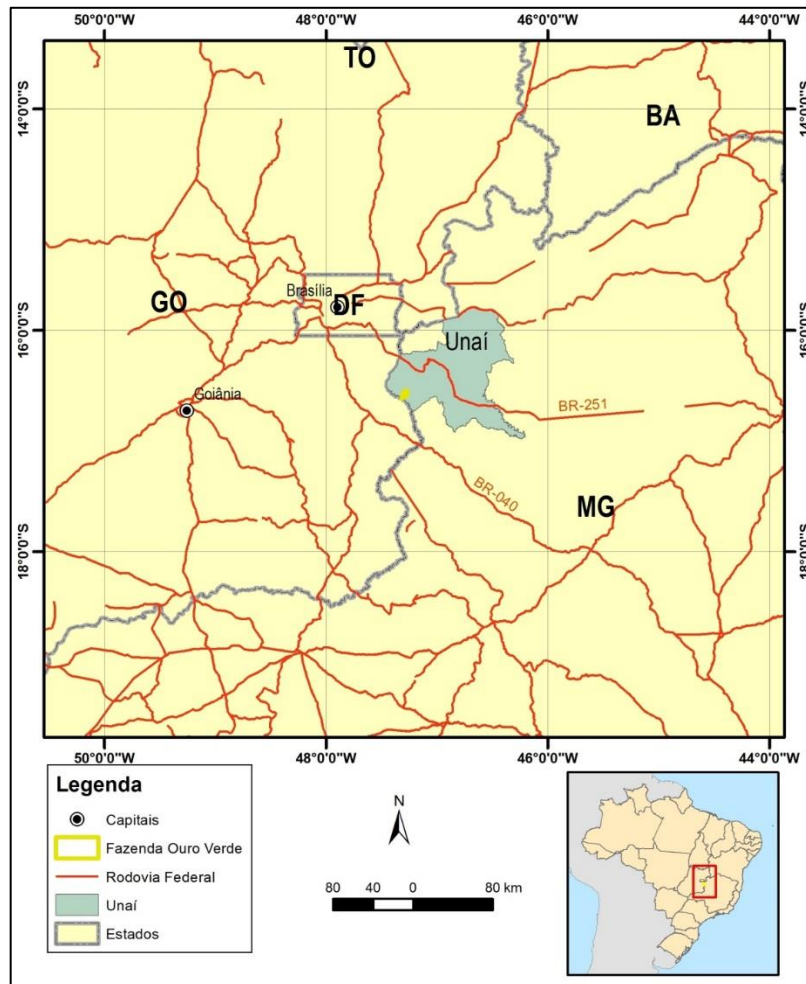 50°0'0"W
48°0'0"W
46°0'0"W
44°0'0"W
TO
14°0'0"S
14°0'0"S
BA
Brasília
DF
GO
16°0'0"S
16°0'0"S
Unaí
Goiânia
BR-251
BR-040
MG
18°0'0"S
18°0'0"S
50°0'0"W
48°0'0"W
46°0'0"W
44°0'0"W
Legenda
Capitais
Fazenda Ouro Verde
Rodovia Federal
Unaí
Estados
N
80 40 0 80 km